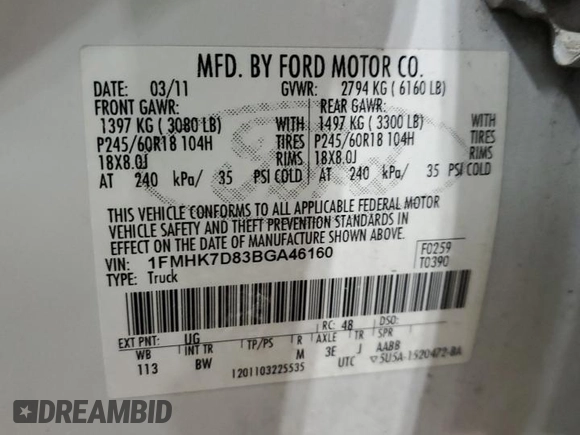 MFD. BY FORD MOTOR CO.
DATE: 03/11 GVWR: 2794 KG ( 6160 LB)
FRONT GAWR: REAR GAWR:
1397 KG ( 3080 LB) WITH 1497 KG ( 3300 LB) WITH
P245/60R18 104H TIRES P245/60R18 104H TIRES
18X8.0J RIMS 18X8.0J RIMS
AT 240 kPa/ 35 PSI COLD AT 240 kPa/ 35 PSI COLD
THIS VEHICLE CONFORMS TO ALL APPLICABLE FEDERAL MOTOR
VEHICLE SAFETY AND THEFT PREVENTION STANDARDS IN
EFFECT ON THE DATE OF MANUFACTURE SHOWN ABOVE.
VIN: 1FMHK7D83BGA46160 F0259
TYPE: Truck T0390
EXT PNT: UG RC: 48 DSO:
WB INT TR TP/PS R AXLE TR SPR
113 BW M 3E J AABB
1201103225535 UTC 5U5A-1520472-BA
Ford
DREAMBID